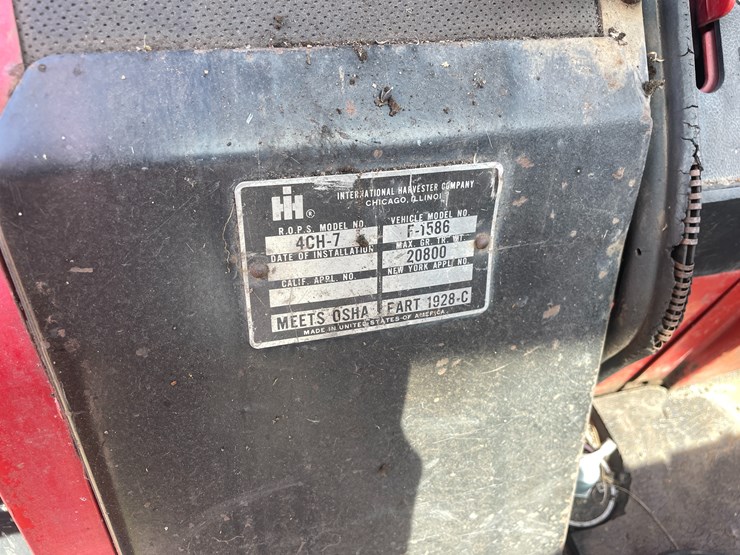 IH ®
INTERNATIONAL HARVESTER COMPANY
CHICAGO, ILLINOI
R.O.P.S. MODEL NO. VEHICLE MODEL NO.
4CH-7 F-1586
DATE OF INSTALLATION MAX. GR. TR. WT.
20800
CALIF. APPL. NO. NEW YORK APPL. NO.
MEETS OSHA PART 1928-C
MADE IN UNITED STATES OF AMERICA